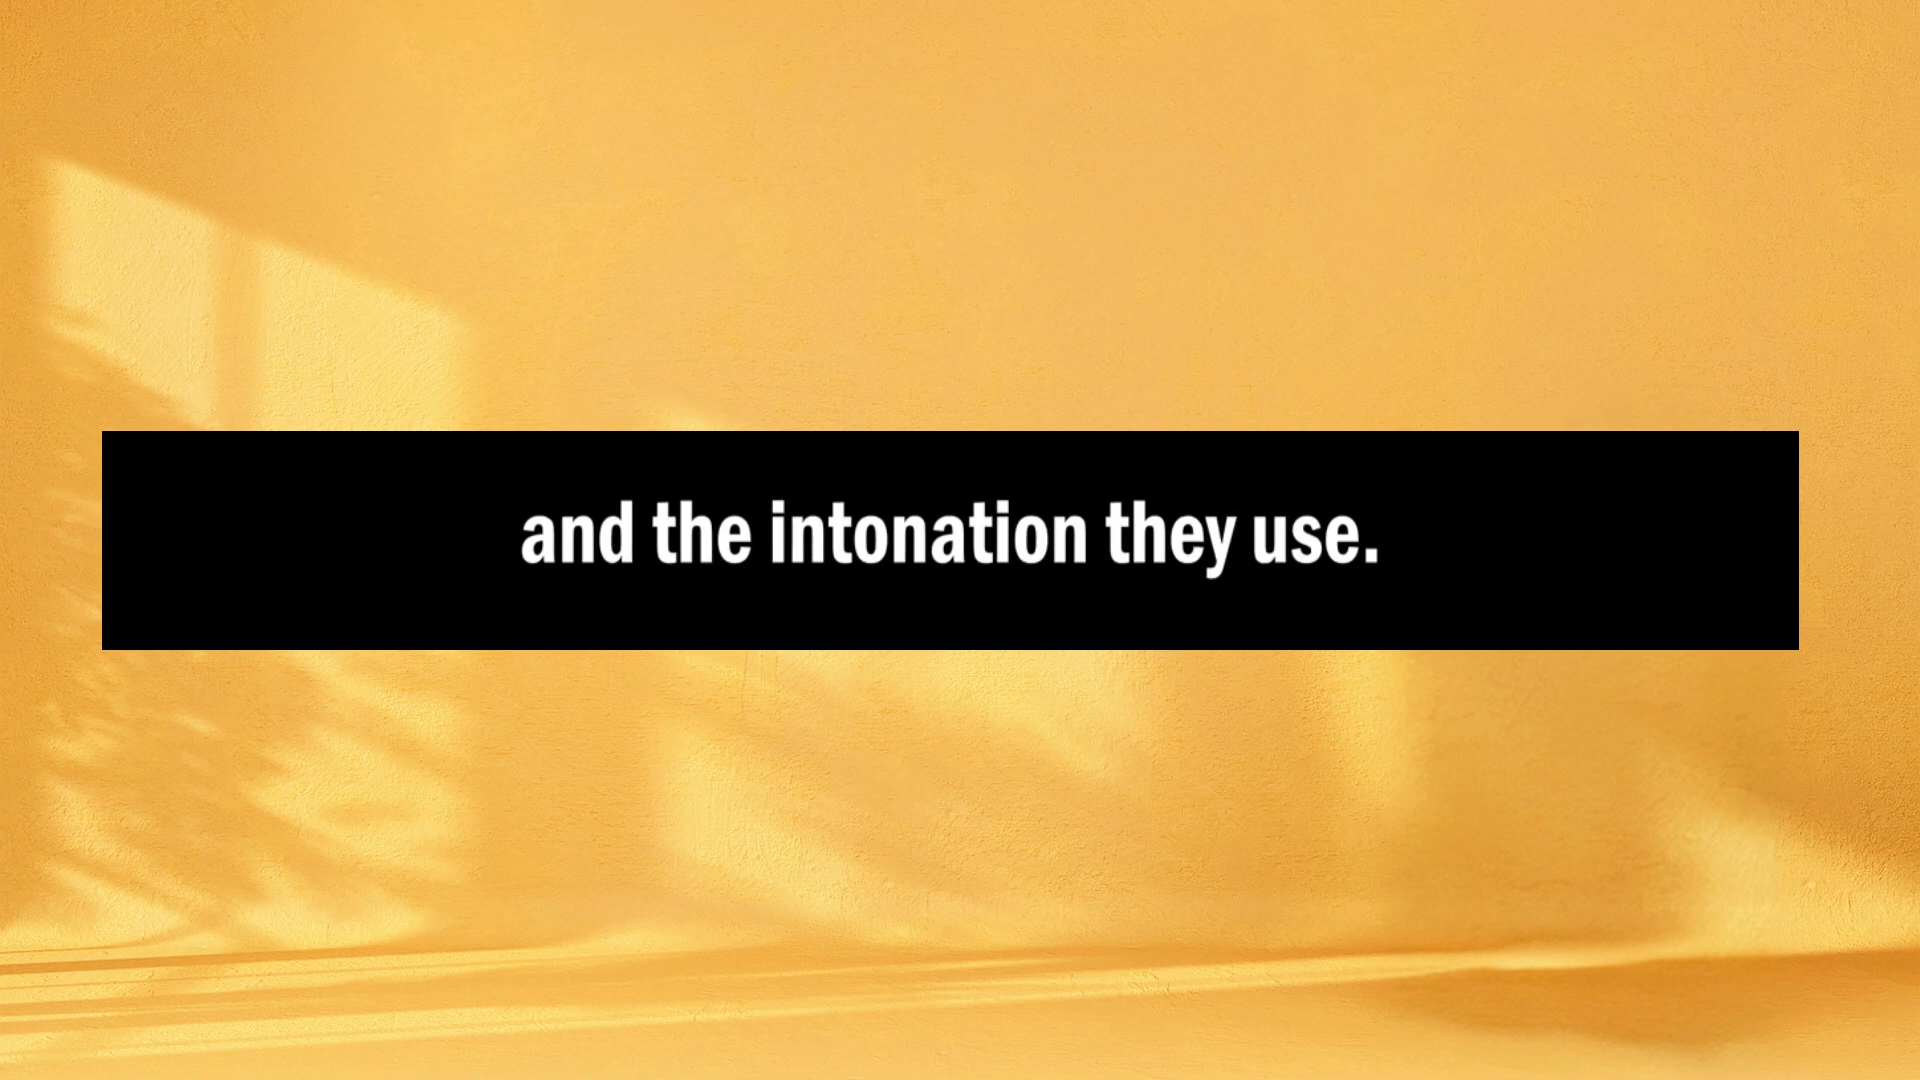 and the intonation they use.